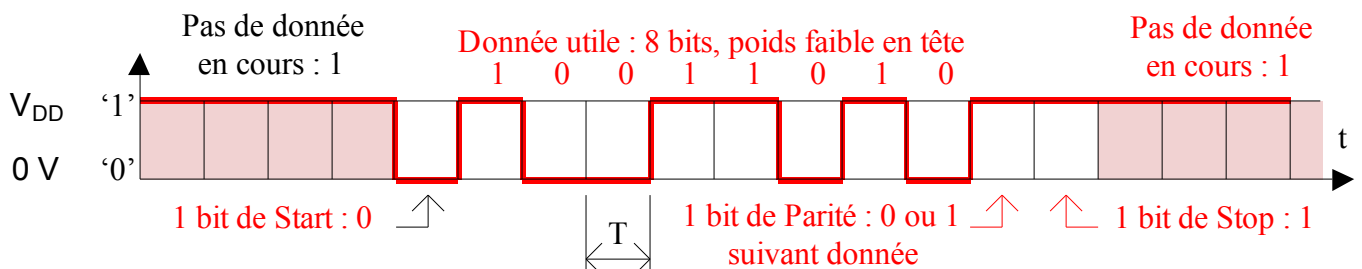 Pas de donnée
en cours : 1
Donnée utile : 8 bits, poids faible en tête
1 0 0 1 1 0 1 0
Pas de donnée
en cours : 1
VDD '1'
0 V '0'
t
1 bit de Start : 0
T
1 bit de Parité : 0 ou 1
suivant donnée
1 bit de Stop : 1